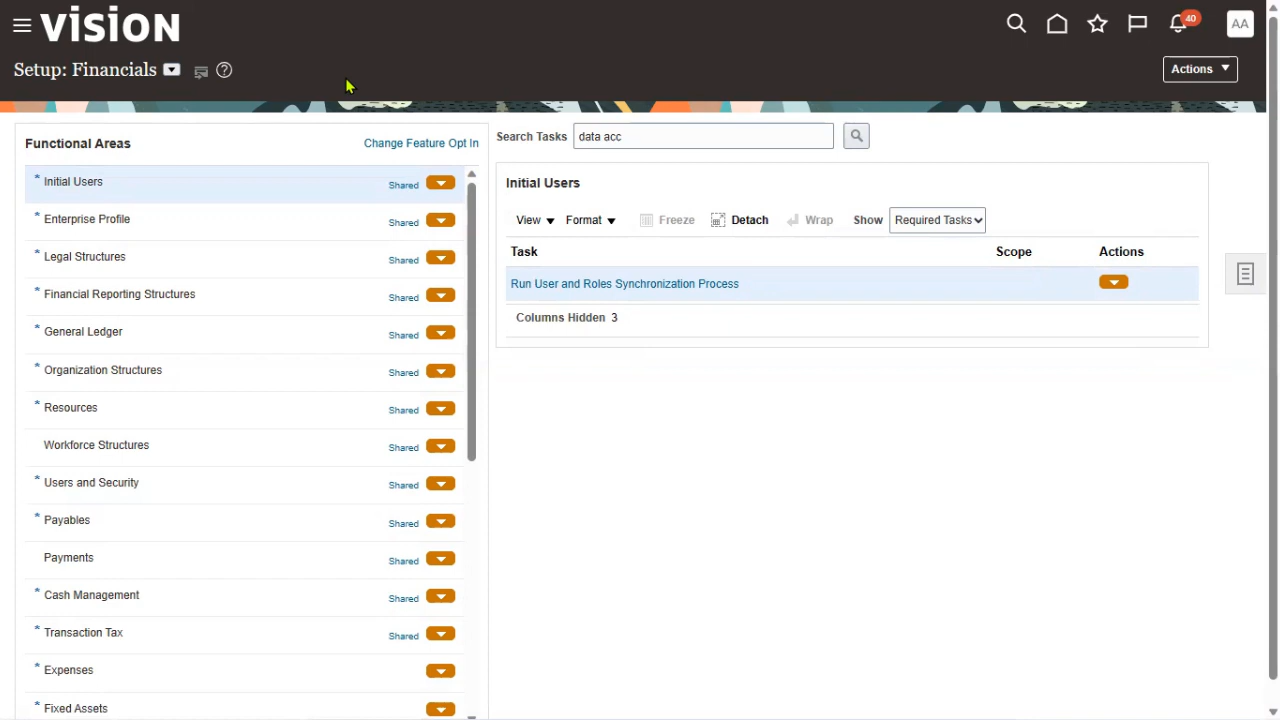 vision
40
AA
Setup: Financials
Actions
Functional Areas
Change Feature Opt In
* Initial Users Shared
* Enterprise Profile Shared
* Legal Structures Shared
* Financial Reporting Structures Shared
* General Ledger Shared
* Organization Structures Shared
* Resources Shared
Workforce Structures Shared
* Users and Security Shared
* Payables Shared
Payments Shared
* Cash Management Shared
* Transaction Tax Shared
* Expenses
* Fixed Assets
Search Tasks data acc
Initial Users
View Format Freeze Detach Wrap Show Required Tasks
Task Scope Actions
Run User and Roles Synchronization Process
Columns Hidden 3